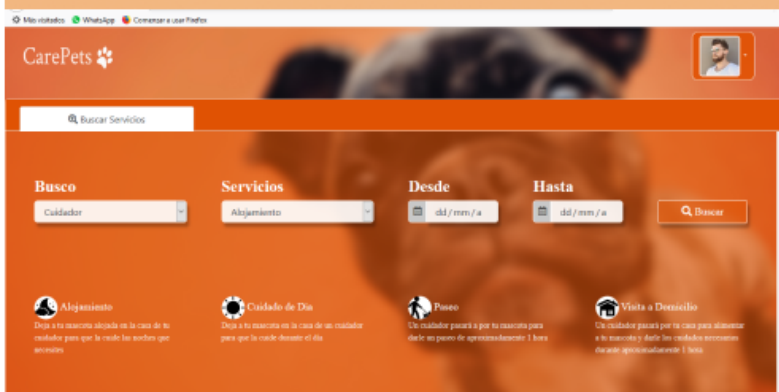 Más visitados WhatsApp Comenzar a usar Firefox
CarePets
Buscar Servicios
Busco Servicios Desde Hasta
Cuidador Alojamiento dd/mm/a dd/mm/a Buscar
Alojamiento
Deja a tu mascota alojada en la casa de tu
cuidador para que la cuide las noches que
necesites
Cuidado de Dia
Deja a tu mascota en la casa de un cuidador
para que la cuide durante el día
Paseo
Un cuidador pasará a por tu mascota para
darle un paseo de aproximadamente 1 hora
Visita a Domicilio
Un cuidador pasará por tu casa para alimentar
a tu mascota y darle los cuidados necesarios
durante aproximadamente 1 hora